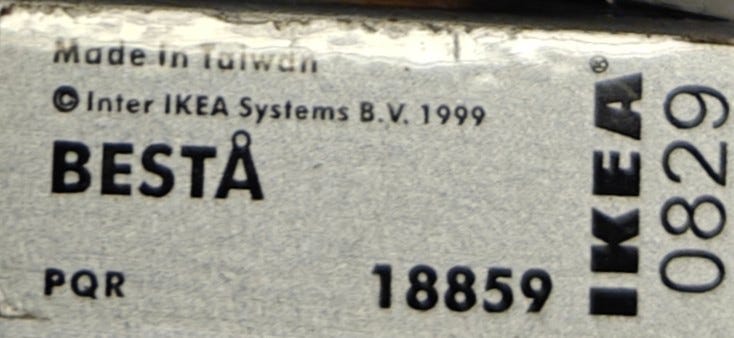 Made in Taiwan
© Inter IKEA Systems B.V. 1999
BESTÅ
PQR
18859
IKEA®
0829